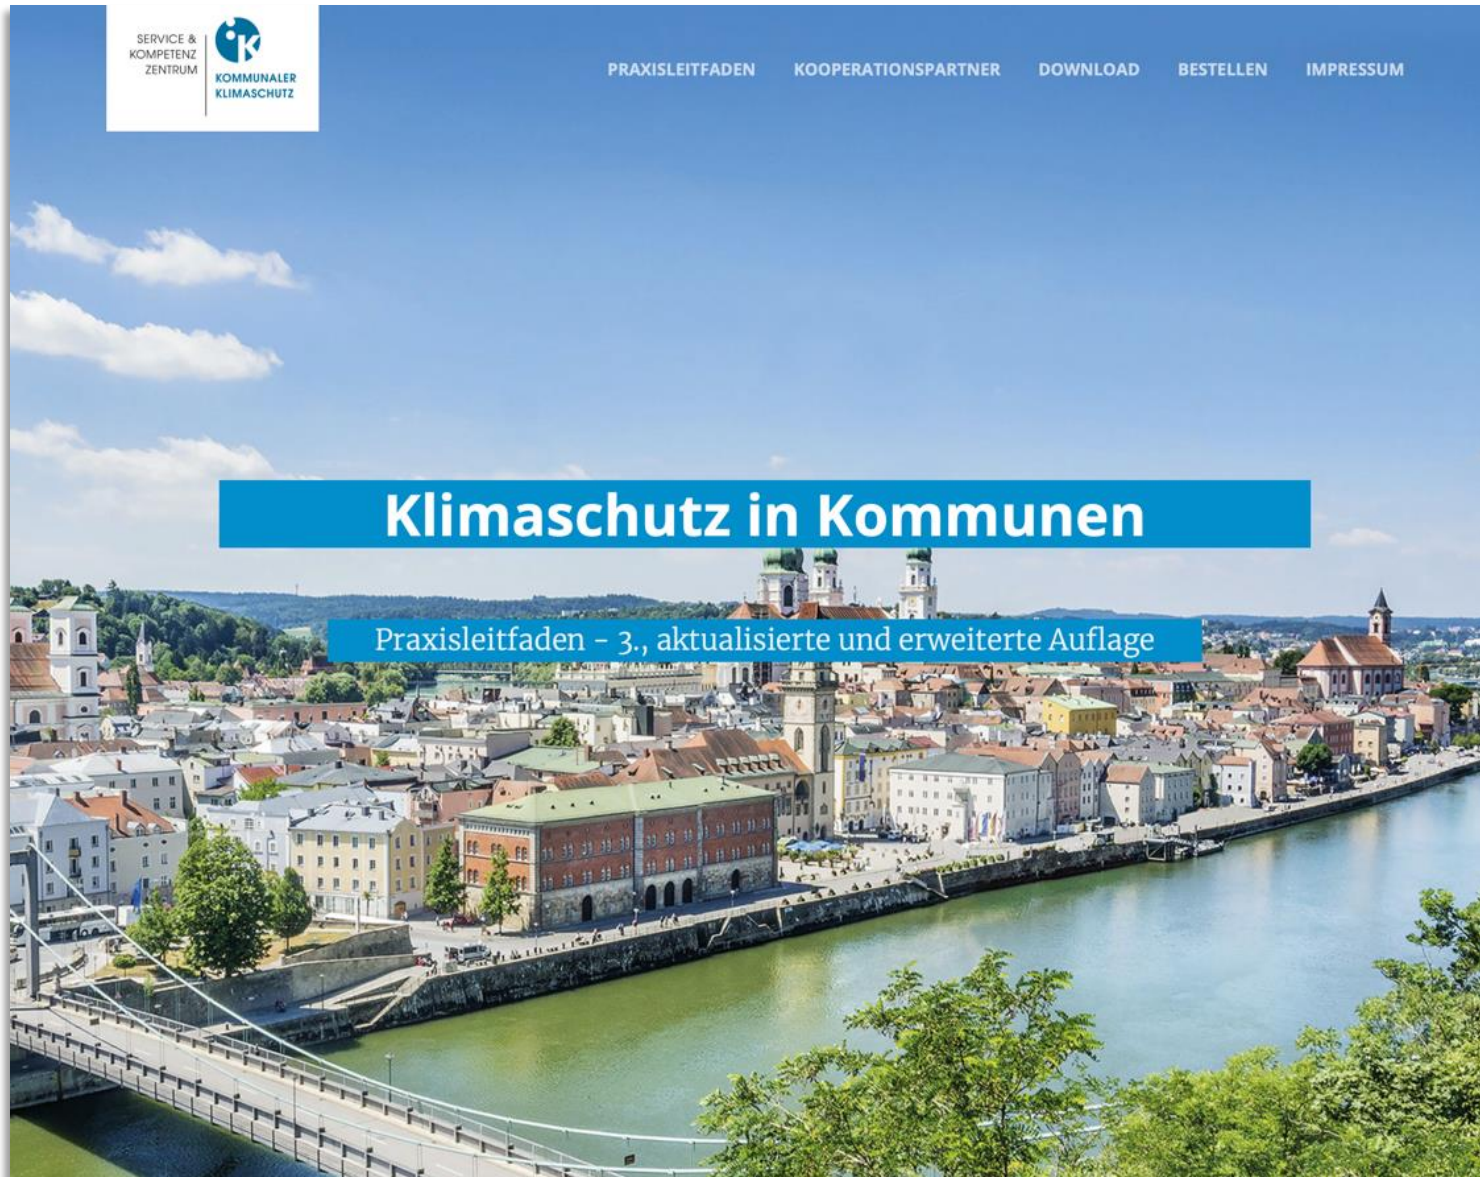 SERVICE &
KOMPETENZ
ZENTRUM
KOMMUNALER
KLIMASCHUTZ
PRAXISLEITFADEN KOOPERATIONSPARTNER DOWNLOAD BESTELLEN IMPRESSUM
Klimaschutz in Kommunen
Praxisleitfaden – 3., aktualisierte und erweiterte Auflage